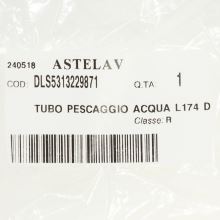 240518 ASTELAV
COD: DLS5313229871 Q.TA: 1
TUBO PESCAGGIO ACQUA L174 D
Classe: R